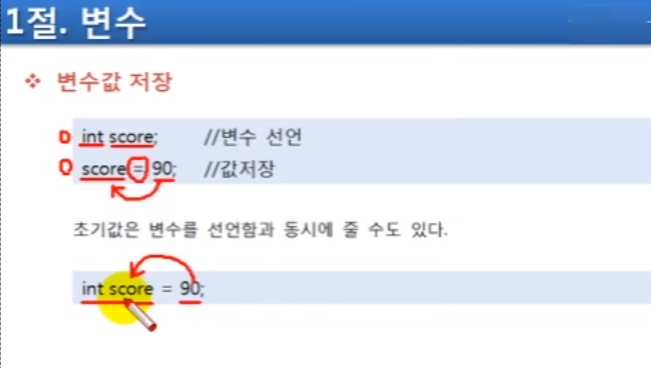 1절. 변수
❖ 변수값 저장
int score; //변수 선언
score = 90; //값저장
초기값은 변수를 선언함과 동시에 줄 수도 있다.
int score = 90;